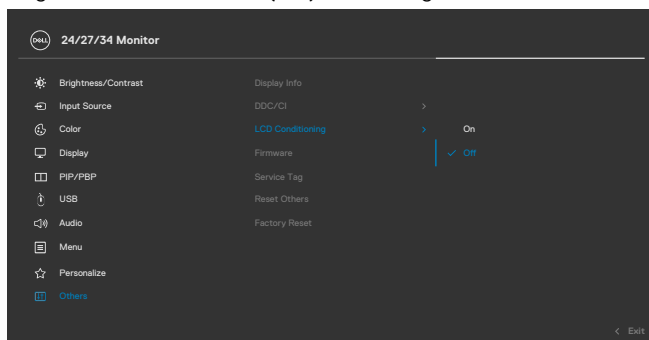 DELL 24/27/34 Monitor
Brightness/Contrast Display Info
Input Source DDC/CI >
Color LCD Conditioning > On
Display Firmware ✓ Off
PIP/PBP Service Tag
USB Reset Others
Audio Factory Reset
Menu
Personalize
Others
< Exit